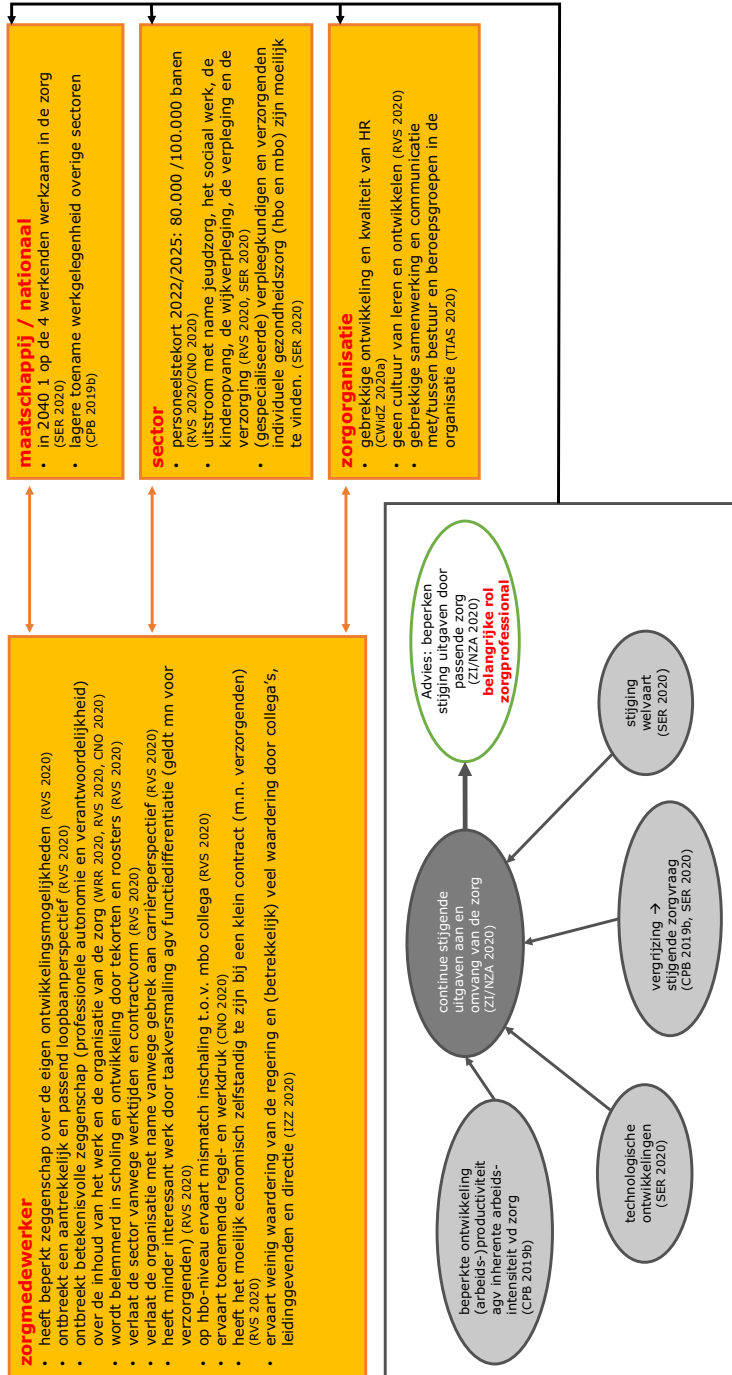 zorgmedewerker
• heeft beperkt zeggenschap over de eigen ontwikkelingsmogelijkheden (RVS 2020)
• ontbreekt een aantrekkelijk en passend loopbaanperspectief (RVS 2020)
• ontbreekt betekenisvolle zeggenschap (professionele autonomie en verantwoordelijkheid)
over de inhoud van het werk en de organisatie van de zorg (WRR 2020, RVS 2020, CNO 2020)
• wordt belemmerd in scholing en ontwikkeling door tekorten en roosters (RVS 2020)
• verlaat de sector vanwege werktijden en contractvorm (RVS 2020)
• verlaat de organisatie met name vanwege gebrek aan carrièreperspectief (RVS 2020)
• heeft minder interessant werk door taakversmalling agv functiedifferentiatie (geldt mn voor
verzorgenden) (RVS 2020)
• op hbo-niveau ervaart mismatch inschaling t.o.v. mbo collega (RVS 2020)
• ervaart toenemende regel- en werkdruk (CNO 2020)
• heeft het moeilijk economisch zelfstandig te zijn bij een klein contract (m.n. verzorgenden)
(RVS 2020)
• ervaart weinig waardering van de regering en (betrekkelijk) veel waardering door collega's,
leidinggevenden en directie (IZZ 2020)
maatschappij / nationaal
• in 2040 1 op de 4 werkenden werkzaam in de zorg
(SER 2020)
• lagere toename werkgelegenheid overige sectoren
(CPB 2019b)
sector
• personeelstekort 2022/2025: 80.000 /100.000 banen
(RVS 2020/CNO 2020)
• uitstroom met name jeugdzorg, het sociaal werk, de
kinderopvang, de wijkverpleging, de verpleging en de
verzorging (RVS 2020, SER 2020)
• (gespecialiseerde) verpleegkundigen en verzorgenden
individuele gezondheidszorg (hbo en mbo) zijn moeilijk
te vinden. (SER 2020)
zorgorganisatie
• gebrekkige ontwikkeling en kwaliteit van HR
(CWidZ 2020a)
• geen cultuur van leren en ontwikkelen (RVS 2020)
• gebrekkige samenwerking en communicatie
met/tussen bestuur en beroepsgroepen in de
organisatie (TIAS 2020)
beperkte ontwikkeling
(arbeids-)productiviteit
agv inherente arbeids-
intensiteit vd zorg
(CPB 2019b)
technologische
ontwikkelingen
(SER 2020)
continue stijgende
uitgaven aan en
omvang van de zorg
(ZI/NZA 2020)
vergrijzing →
stijgende zorgvraag
(CPB 2019b, SER 2020)
Advies: beperken
stijging uitgaven door
passende zorg
(ZI/NZA 2020)
belangrijke rol
zorgprofessional
stijging
welvaart
(SER 2020)